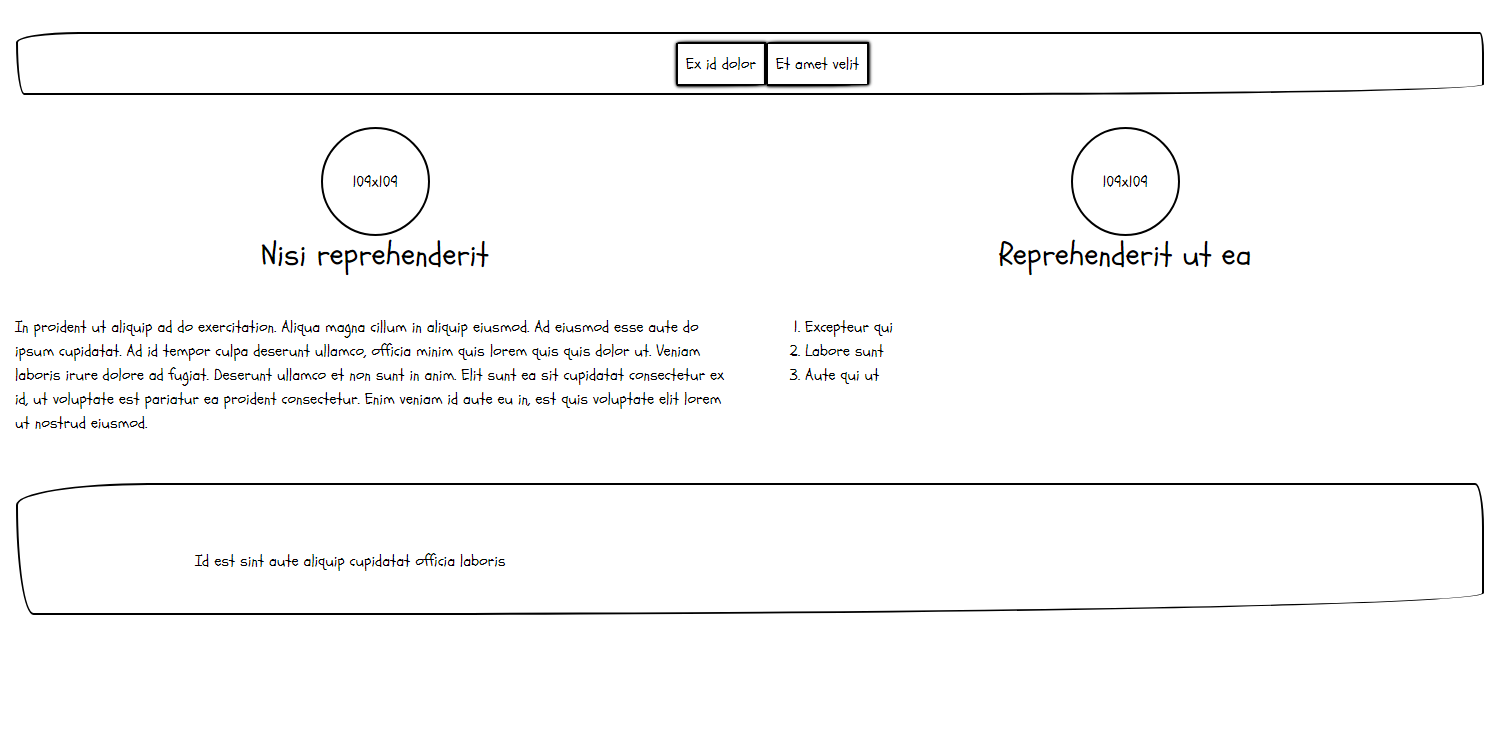 Ex id dolor
Et amet velit
109x109
Nisi reprehenderit
109x109
Reprehenderit ut ea
In proident ut aliquip ad do exercitation. Aliqua magna cillum in aliquip eiusmod. Ad eiusmod esse aute do
ipsum cupidatat. Ad id tempor culpa deserunt ullamco, officia minim quis lorem quis quis dolor ut. Veniam
laboris irure dolore ad fugiat. Deserunt ullamco et non sunt in anim. Elit sunt ea sit cupidatat consectetur ex
id, ut voluptate est pariatur ea proident consectetur. Enim veniam id aute eu in, est quis voluptate elit lorem
ut nostrud eiusmod.
1. Excepteur qui
2. Labore sunt
3. Aute qui ut
Id est sint aute aliquip cupidatat officia laboris